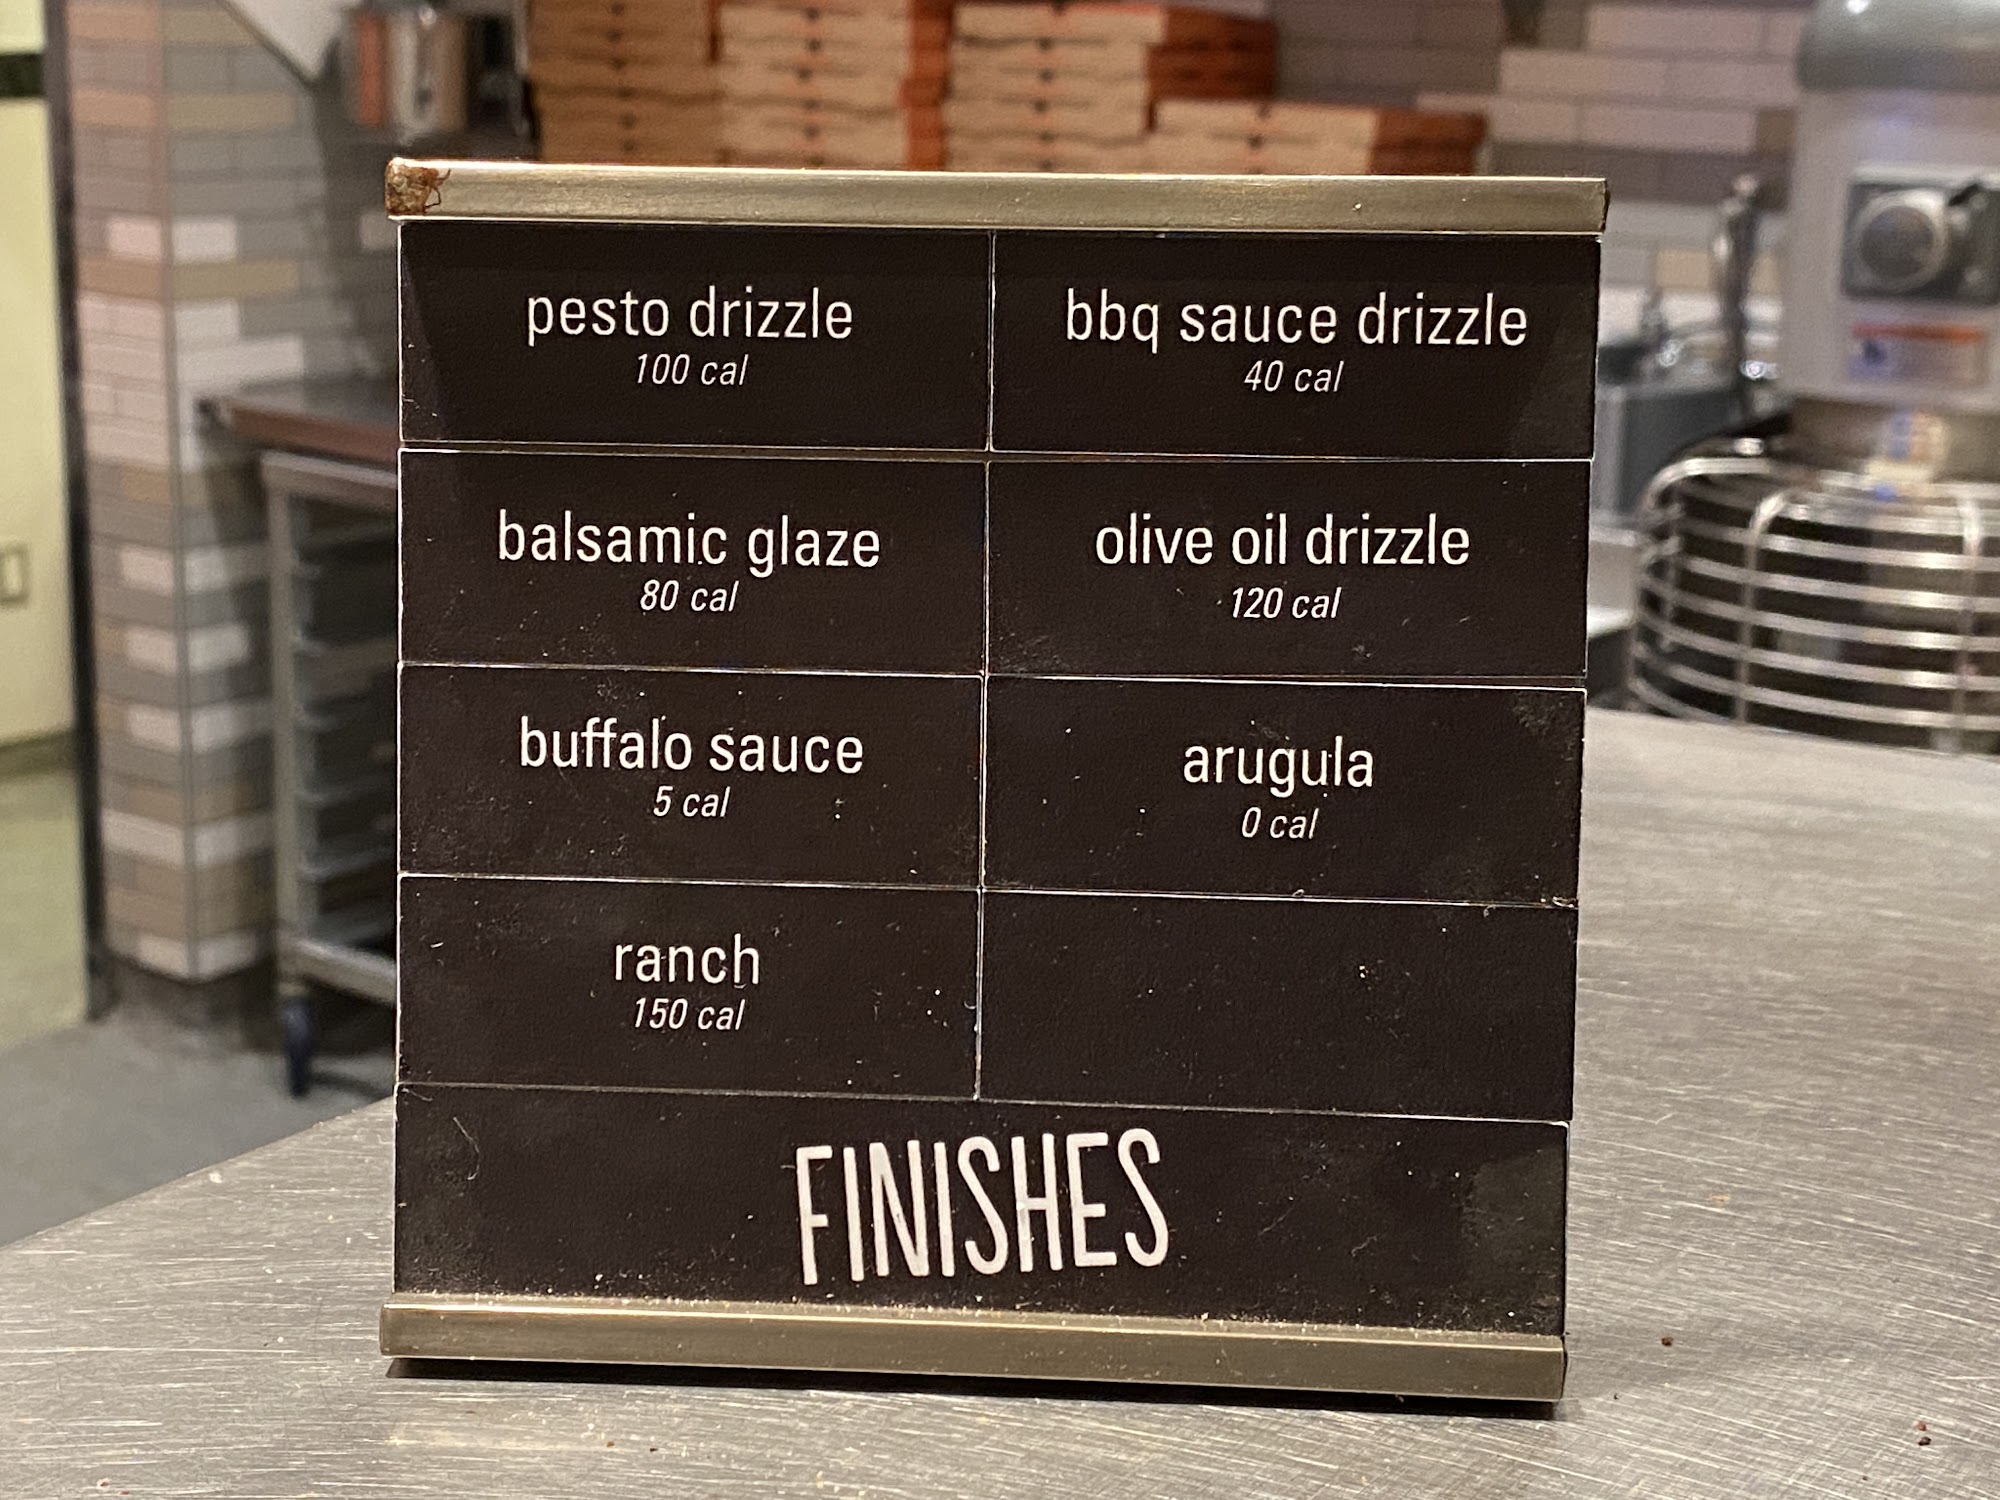 pesto drizzle
100 cal
bbq sauce drizzle
40 cal
balsamic glaze
80 cal
olive oil drizzle
120 cal
buffalo sauce
5 cal
arugula
0 cal
ranch
150 cal
FINISHES